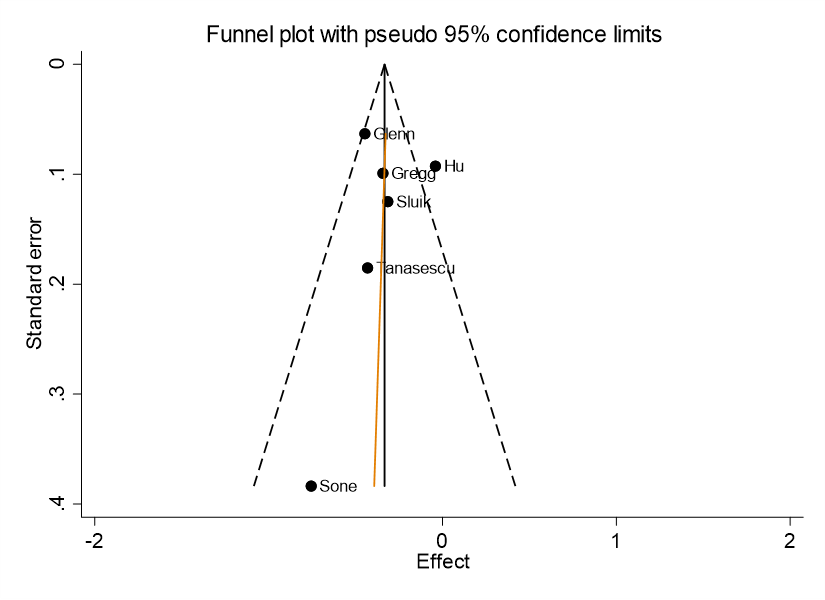 Funnel plot with pseudo 95% confidence limits
0
Glenn
Hu
.1
Gregg
Sluik
.2
Tanasescu
Standard error
.3
Sone
.4
-2
0
1
2
Effect